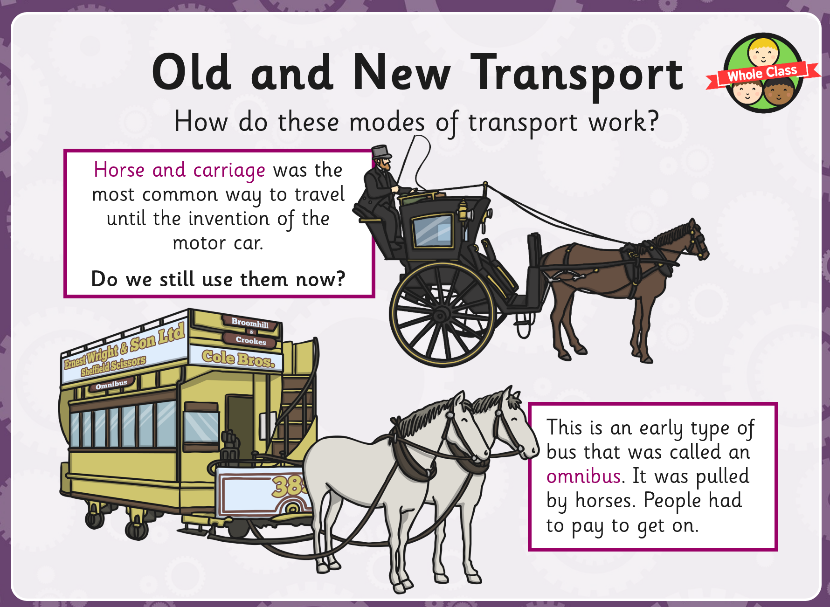 Old and New Transport
Whole Class
How do these modes of transport work?
Horse and carriage was the
most common way to travel
until the invention of the
motor car.
Do we still use them now?
Ernest Wright & Son Ltd
Sheffield Scissors
Omnibus
Broomhill
&
Crookes
Cole Bros.
38
This is an early type of
bus that was called an
omnibus. It was pulled
by horses. People had
to pay to get on.